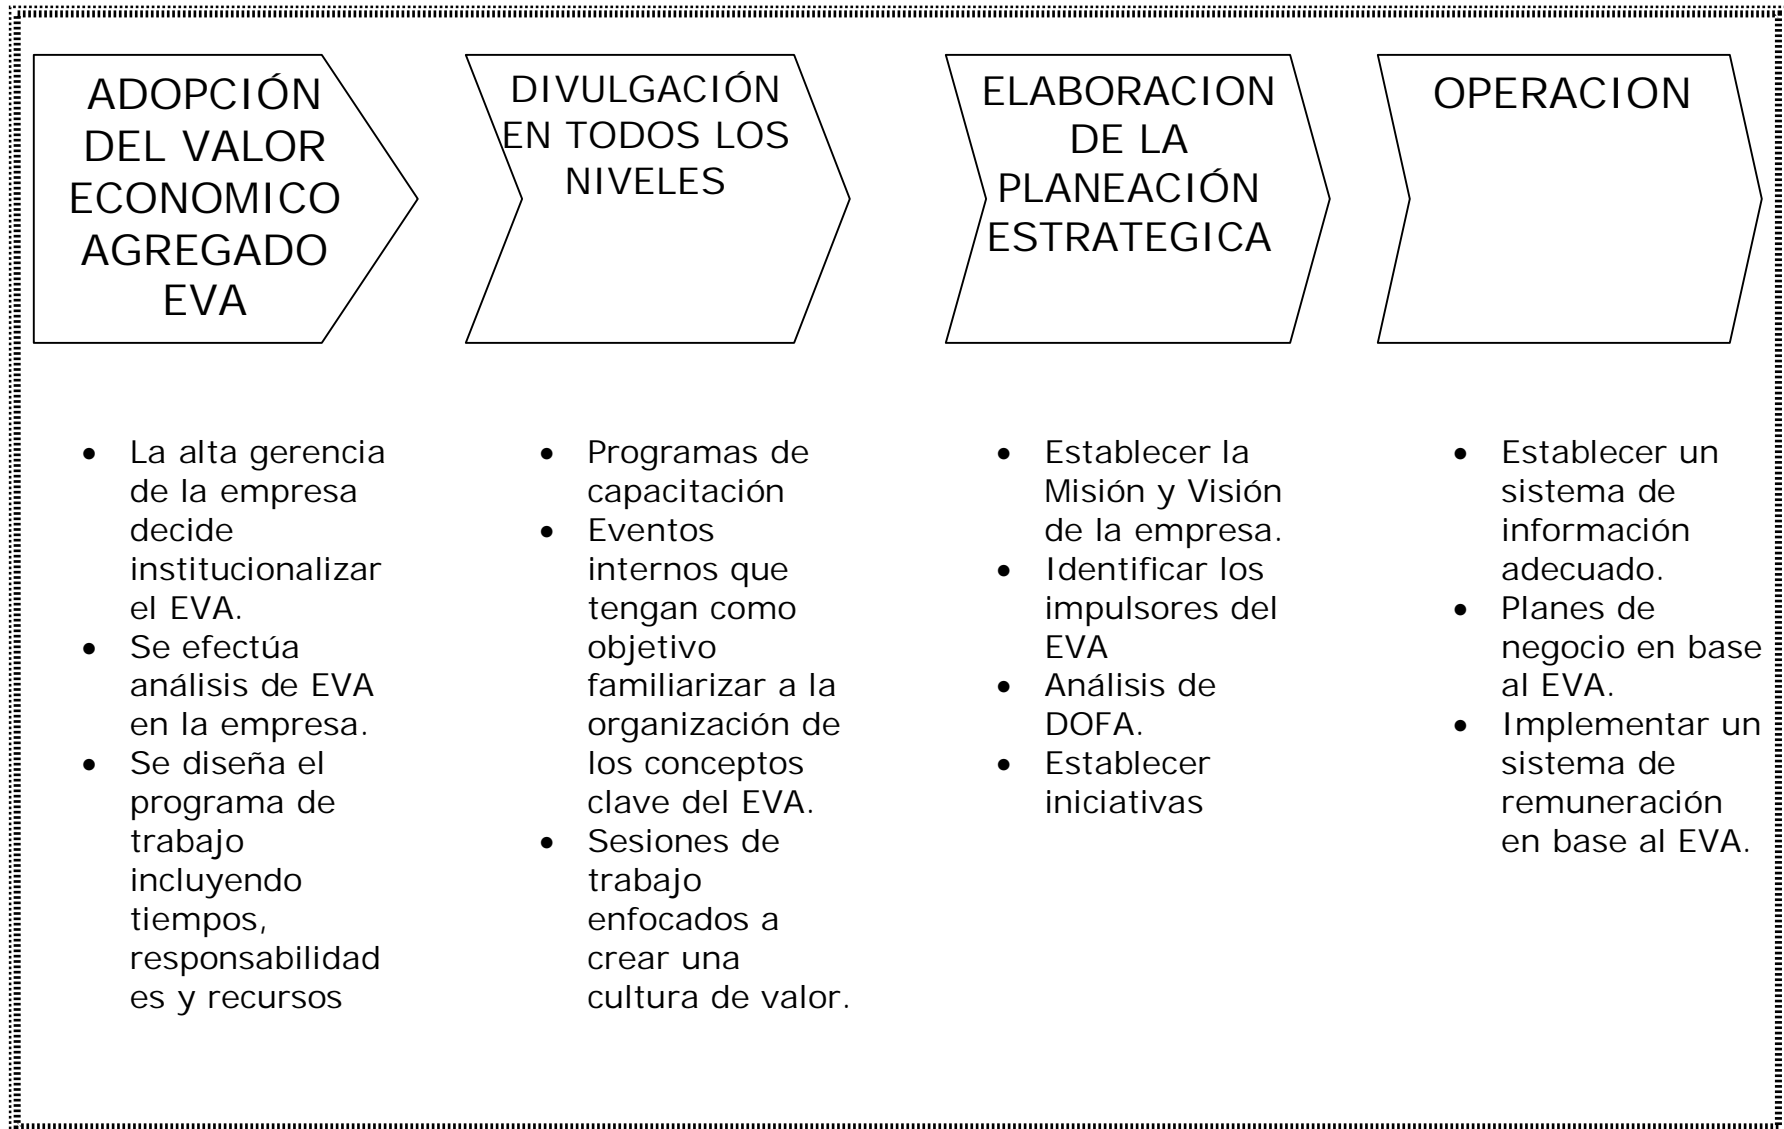 ADOPCIÓN
DEL VALOR
ECONOMICO
AGREGADO
EVA
DIVULGACIÓN
EN TODOS LOS
NIVELES
ELABORACION
DE LA
PLANEACIÓN
ESTRATEGICA
OPERACION
• La alta gerencia
de la empresa
decide
institucionalizar
el EVA.
• Se efectúa
análisis de EVA
en la empresa.
• Se diseña el
programa de
trabajo
incluyendo
tiempos,
responsabilidad
es y recursos
• Programas de
capacitación
• Eventos
internos que
tengan como
objetivo
familiarizar a la
organización de
los conceptos
clave del EVA.
• Sesiones de
trabajo
enfocados a
crear una
cultura de valor.
• Establecer la
Misión y Visión
de la empresa.
• Identificar los
impulsores del
EVA
• Análisis de
DOFA.
• Establecer
iniciativas
• Establecer un
sistema de
información
adecuado.
• Planes de
negocio en base
al EVA.
• Implementar un
sistema de
remuneración
en base al EVA.